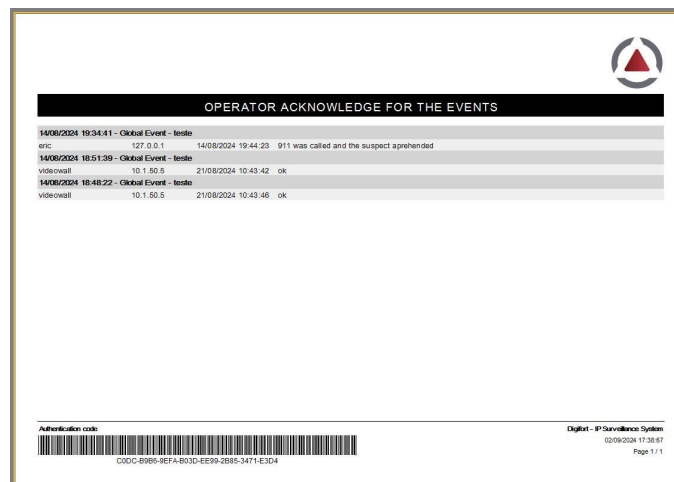 OPERATOR ACKNOWLEDGE FOR THE EVENTS
14/08/2024 19:34:41 - Global Event - teste
eric 127.0.0.1 14/08/2024 19:44:23 911 was called and the suspect aprehended
14/08/2024 18:51:39 - Global Event - teste
videowall 10.1.50.5 21/08/2024 10:43:42 ok
14/08/2024 18:48:22 - Global Event - teste
videowall 10.1.50.5 21/08/2024 10:43:46 ok
Authentication code Digifort - IP Surveillance System
02/09/2024 17:38:57
Page 1 / 1
C0DC-B9B6-9EFA-B03D-EE99-2B85-3471-E3D4